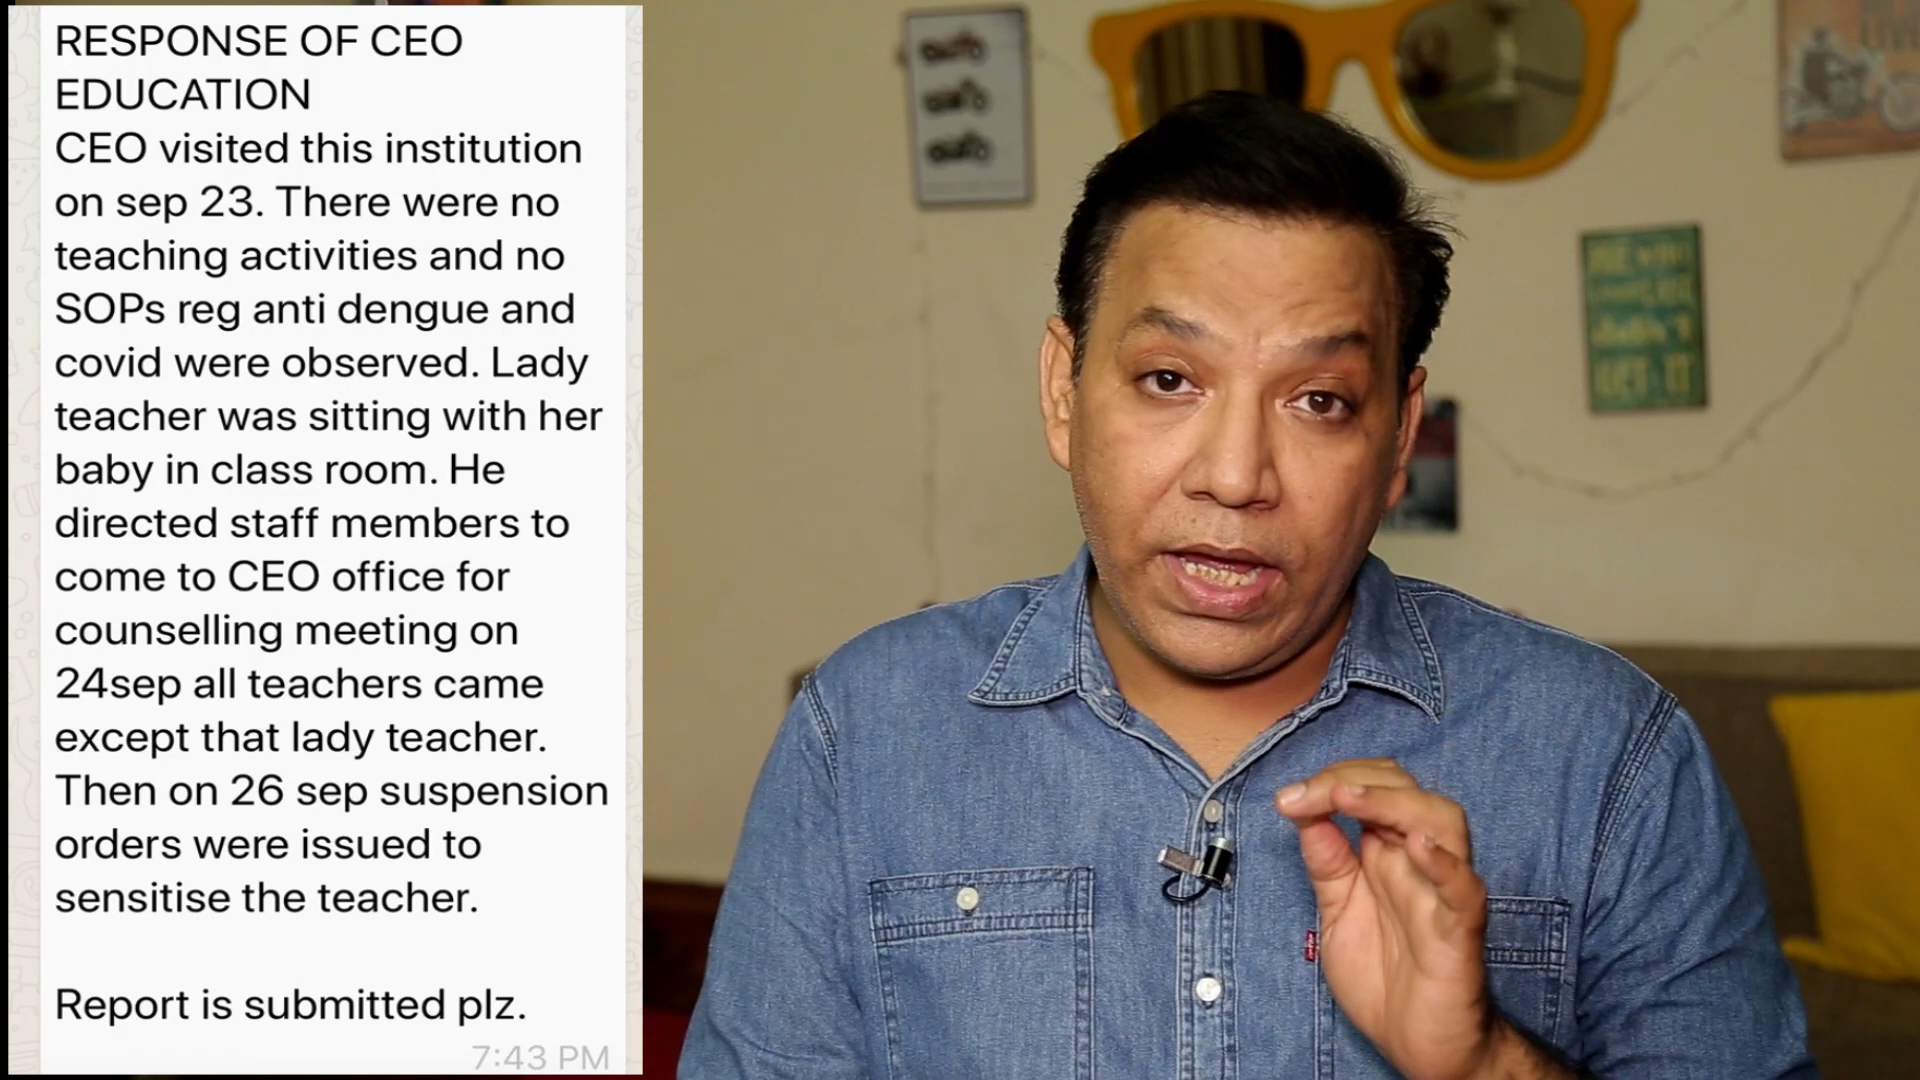 RESPONSE OF CEO
EDUCATION
CEO visited this institution
on sep 23. There were no
teaching activities and no
SOPs reg anti dengue and
covid were observed. Lady
teacher was sitting with her
baby in class room. He
directed staff members to
come to CEO office for
counselling meeting on
24sep all teachers came
except that lady teacher.
Then on 26 sep suspension
orders were issued to
sensitise the teacher.
Report is submitted plz.
7:43 PM
GET IT